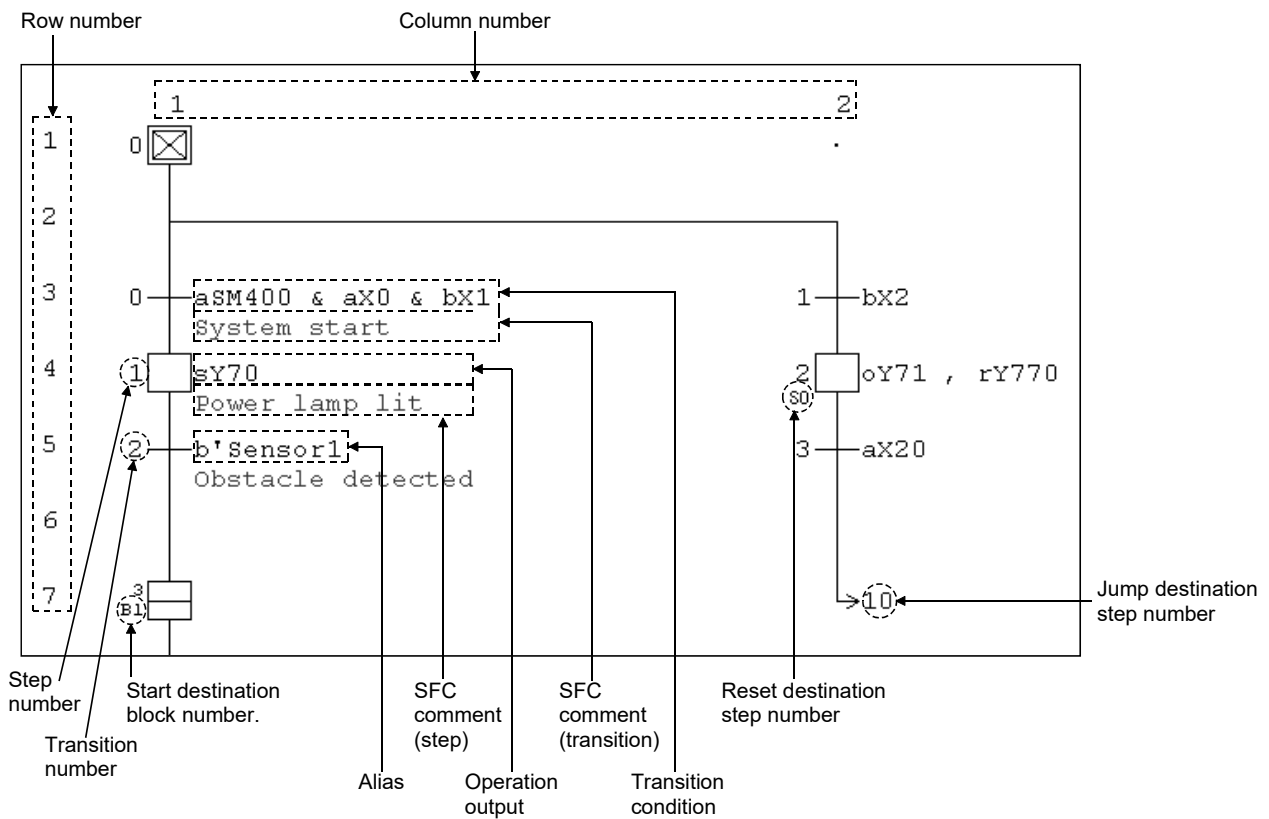 Row number
Column number
1 2
1 0
2
3 0 aSM400 & aX0 & bX1 1 bX2
System start
4 1 sY70 2 oY71 , rY770
Power lamp lit S0
5 2 b'Sensor1 3 aX20
Obstacle detected
6
7 3 10
B1
Jump destination
step number
Step
number
Start destination
block number.
SFC
comment
(step)
SFC
comment
(transition)
Reset destination
step number
Transition
number
Alias
Operation
output
Transition
condition